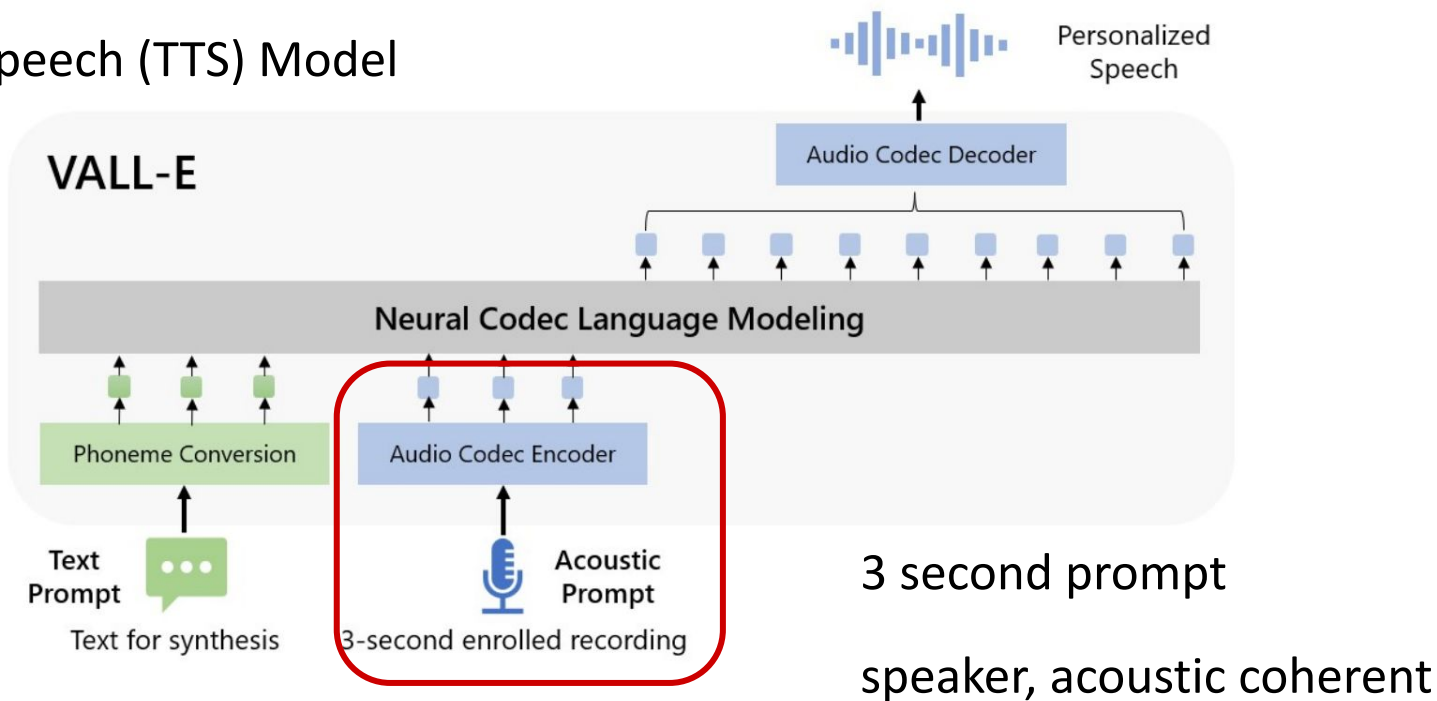 peech (TTS) Model
Personalized
Speech
VALL-E
Audio Codec Decoder
Neural Codec Language Modeling
Phoneme Conversion
Audio Codec Encoder
Text
Prompt
Text for synthesis
Acoustic
Prompt
3-second enrolled recording
3 second prompt
speaker, acoustic coherent